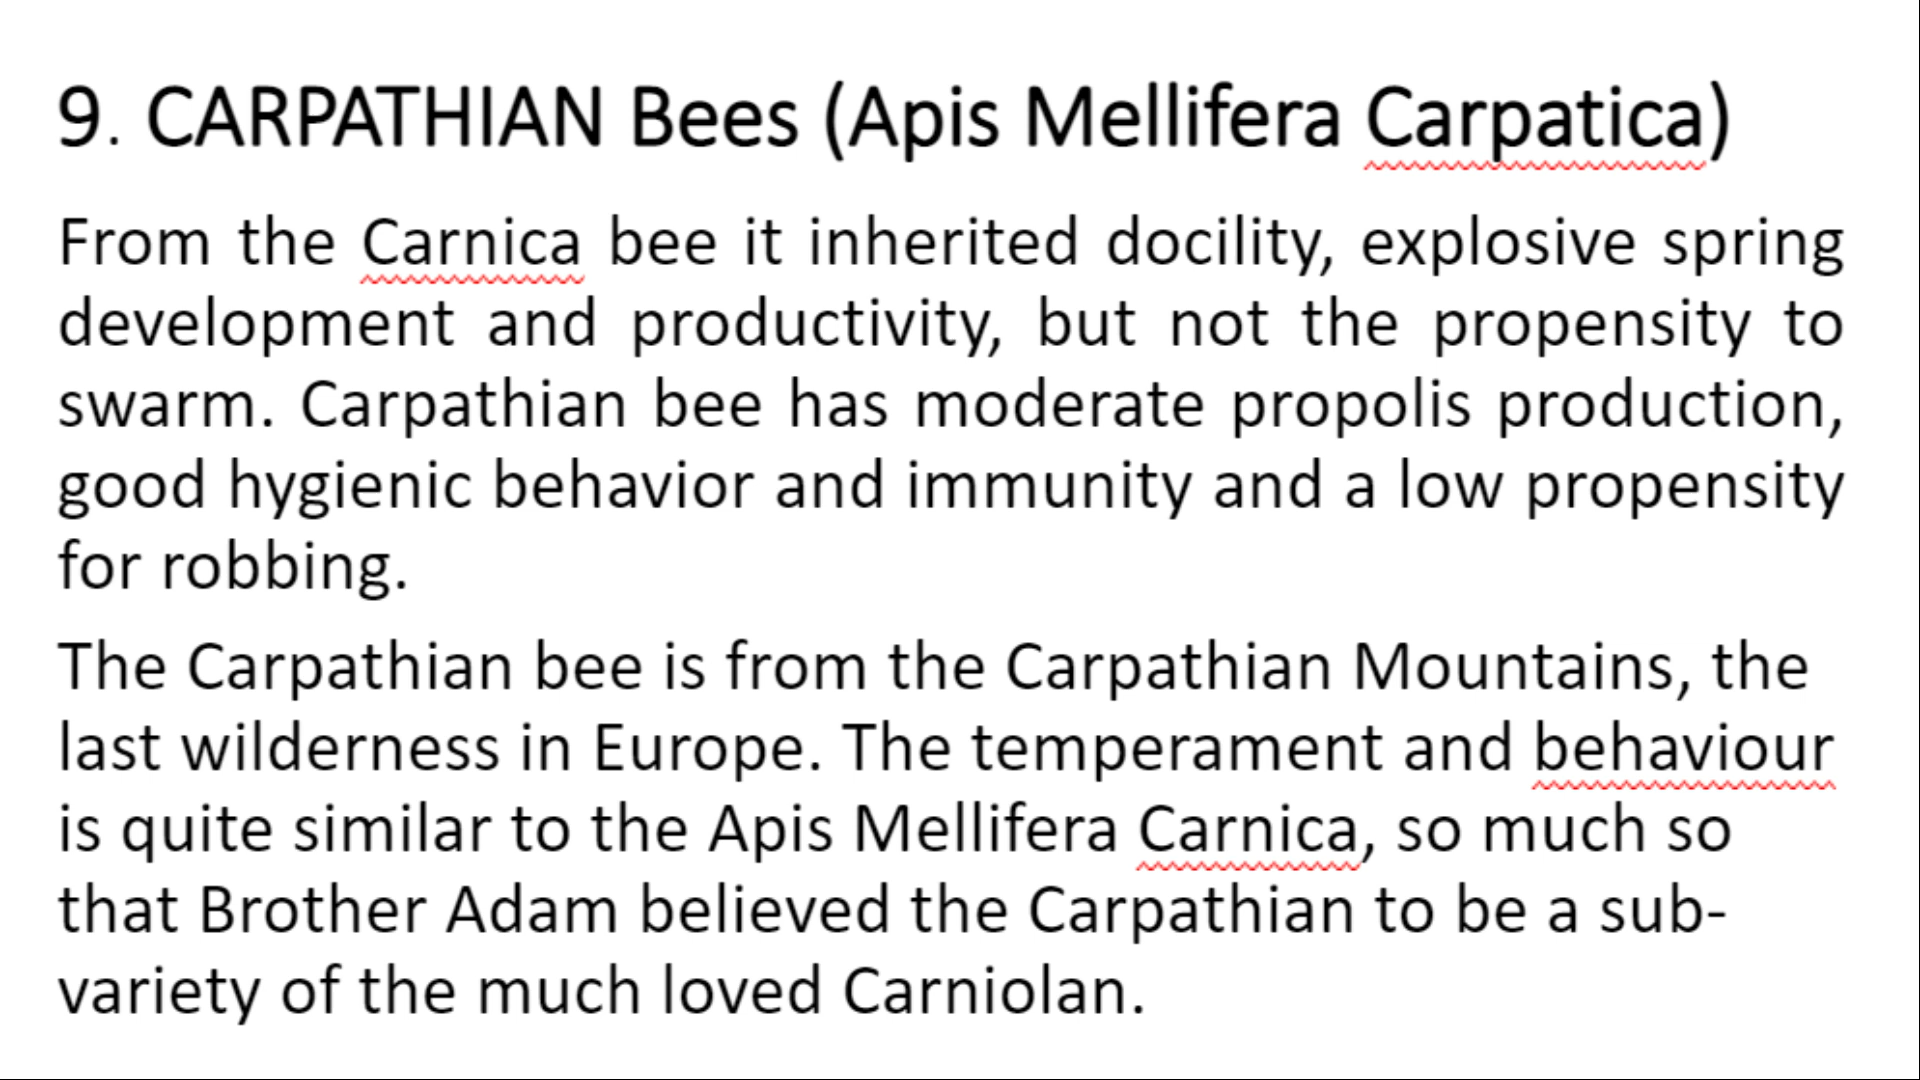 9. CARPATHIAN Bees (Apis Mellifera Carpatica)
From the Carnica bee it inherited docility, explosive spring
development and productivity, but not the propensity to
swarm. Carpathian bee has moderate propolis production,
good hygienic behavior and immunity and a low propensity
for robbing.
The Carpathian bee is from the Carpathian Mountains, the
last wilderness in Europe. The temperament and behaviour
is quite similar to the Apis Mellifera Carnica, so much so
that Brother Adam believed the Carpathian to be a sub-
variety of the much loved Carniolan.